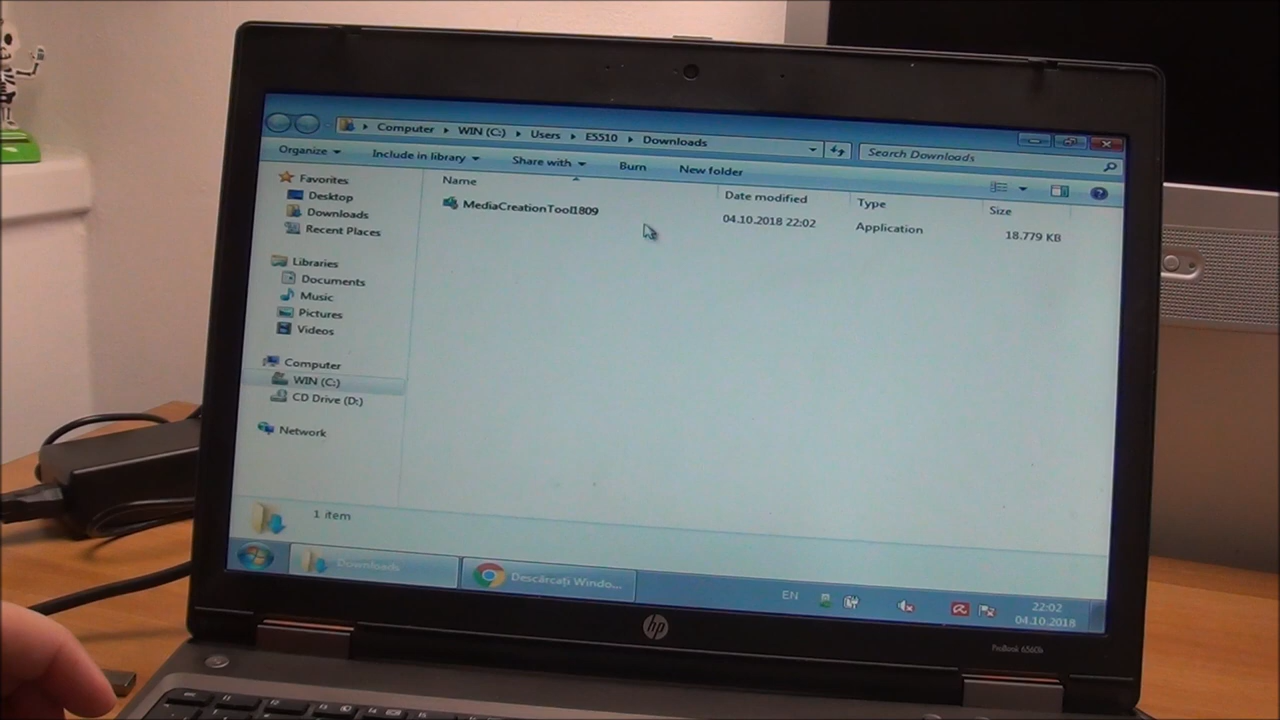 Computer ▸ WIN (C:) ▸ Users ▸ E5510 ▸ Downloads
Search Downloads
Organize Include in library Share with Burn New folder
Name Date modified Type Size
MediaCreationTool1809 04.10.2018 22:02 Application 18.779 KB
Favorites
Desktop
Downloads
Recent Places
Libraries
Documents
Music
Pictures
Videos
Computer
WIN (C:)
CD Drive (D:)
Network
1 item
Downloads
Descărcați Windo...
EN
22:02
04.10.2018
hp
ProBook 6560b